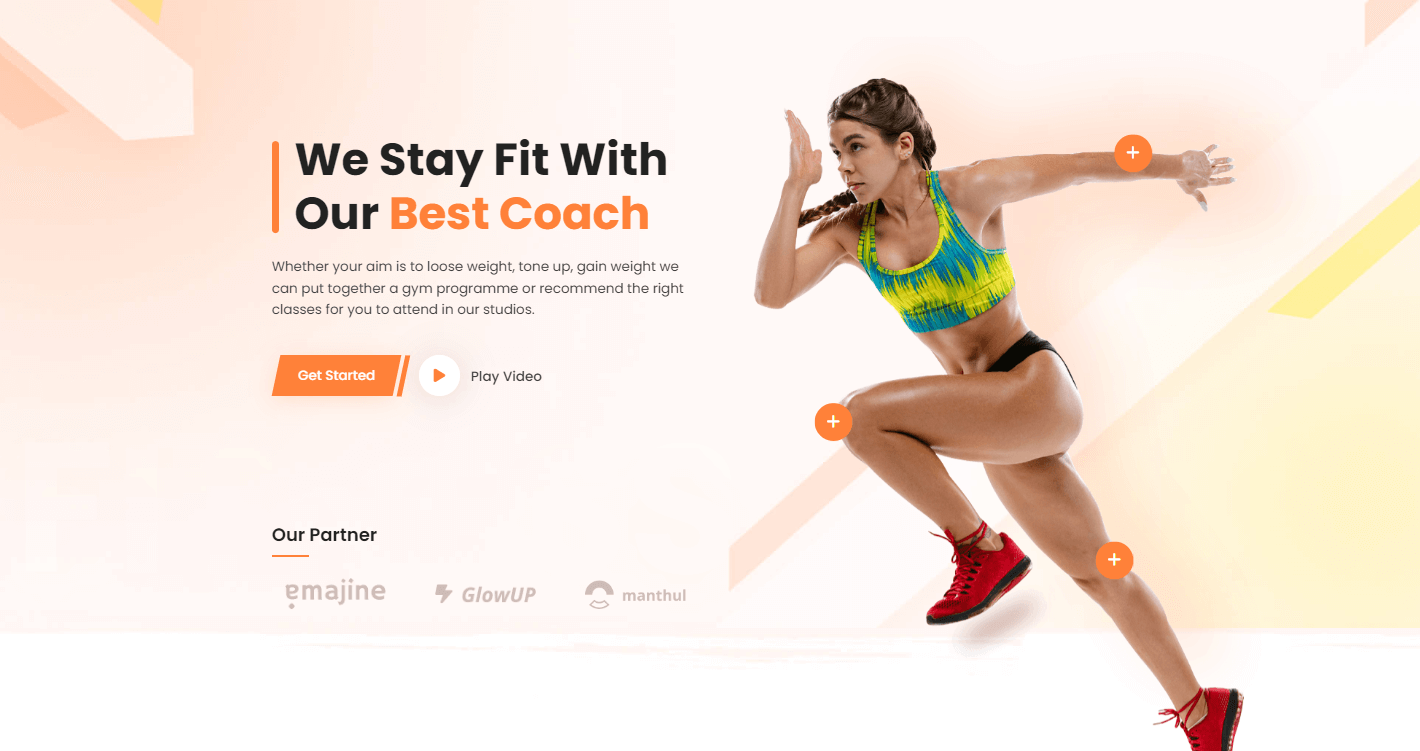 We Stay Fit With
Our Best Coach
Whether your aim is to loose weight, tone up, gain weight we
can put together a gym programme or recommend the right
classes for you to attend in our studios.
Get Started
Play Video
Our Partner
amajine
GlowUP
manthul